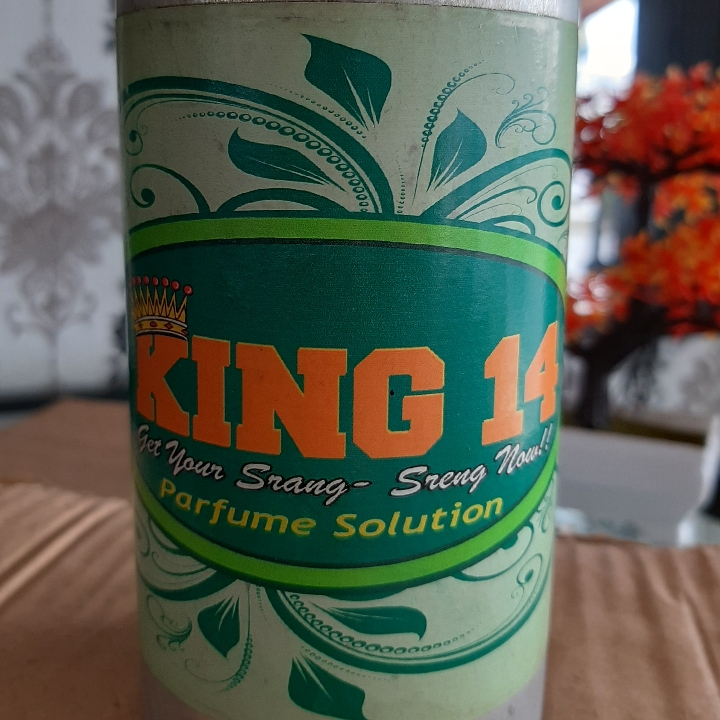 KING 14
Get Your Srang- Sreng Now!!
Parfume Solution